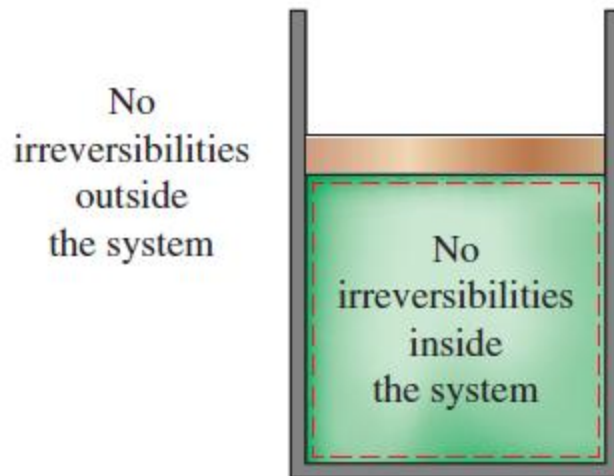 No
irreversibilities
outside
the system
No
irreversibilities
inside
the system